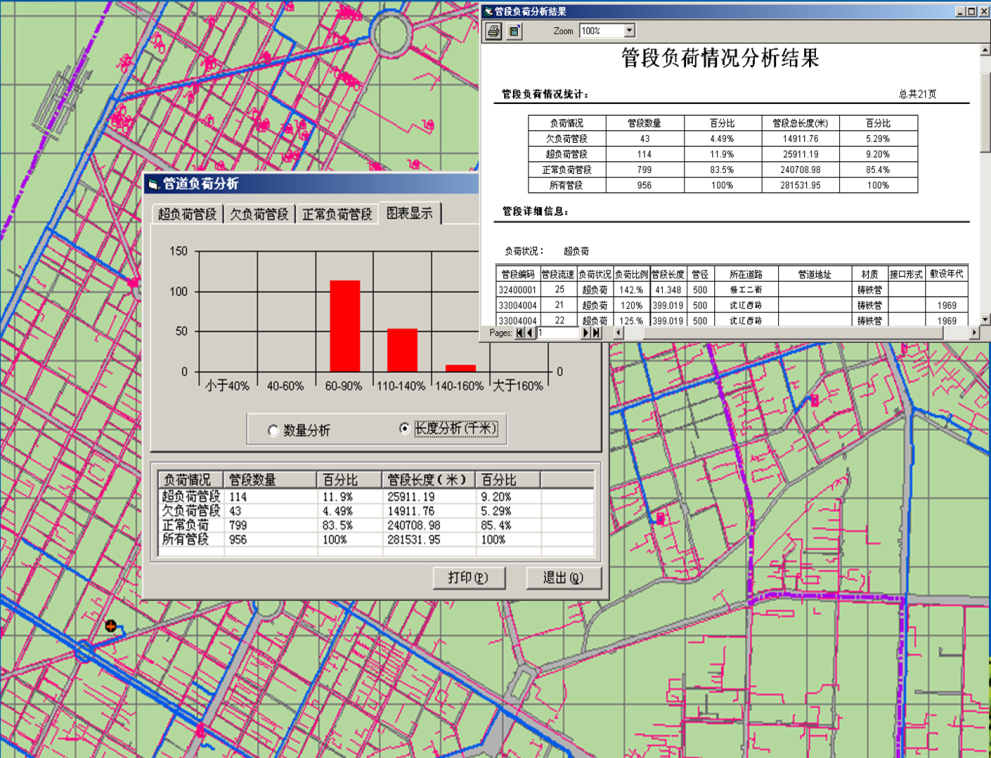 管段负荷分析结果
Zoom 100%
管段负荷情况分析结果
管段负荷情况统计: 总共21页
负荷情况 管段数量 百分比 管段总长度(米) 百分比
欠负荷管段 43 4.49% 14911.76 5.29%
超负荷管段 114 11.9% 25911.19 9.20%
正常负荷管段 799 83.5% 240708.98 85.4%
所有管段 956 100% 281531.95 100%
管段详细信息:
负荷状况: 超负荷
管段编码 管段流速 负荷状况 负荷比例 管段长度 管径 所在道路 管道地址 材质 接口形式 敷设年代
32400001 25 超负荷 142.% 41.348 500 二街 铸铁管
33004004 21 超负荷 120% 399.019 500 沈辽西路 铸铁管 1969
33004004 22 超负荷 125.% 399.019 500 沈辽西路 铸铁管 1969
Pages: 1
管道负荷分析
超负荷管段 欠负荷管段 正常负荷管段 图表显示
150
100
50
0 0
小于40% 40-60% 60-90% 110-140% 140-160% 大于160%
数量分析 长度分析(千米)
负荷情况 管段数量 百分比 管段长度(米) 百分比
超负荷管段 114 11.9% 25911.19 9.20%
欠负荷管段 43 4.49% 14911.76 5.29%
正常负荷 799 83.5% 240708.98 85.4%
所有管段 956 100% 281531.95 100%
打印(P) 退出(Q)